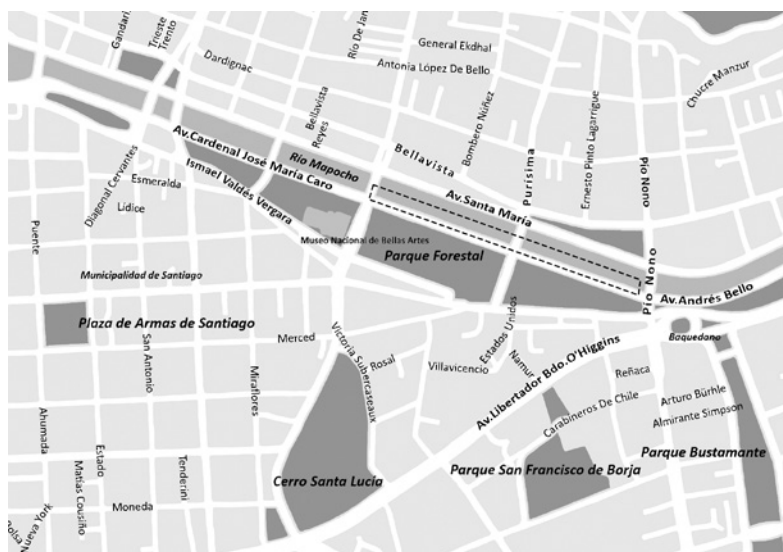 Gandarillas
Trieste
Trento
Dardignac
Río De Jan
General Ekdhal
Antonia López De Bello
Chucre Manzur
Bellavista
Reyes
Bellavista
Bombero Núñez
Purísima
Ernesto Pinto Lagarrigue
Pío Nono
Av.Cardenal José María Caro
Río Mapocho
Av.Santa María
Ismael Valdés Vergara
Diagonal Cervantes
Esmeralda
Lídice
Puente
Museo Nacional de Bellas Artes
Parque Forestal
Pío Nono
Av.Andrés Bello
Municipalidad de Santiago
Plaza de Armas de Santiago
San Antonio
Merced
Victoria Subercaseaux
Rosal
Villavicencio
Estados Unidos
Namur
Av.Libertador Bdo.O'Higgins
Baquedano
Reñaca
Carabineros De Chile
Arturo Bürhle
Almirante Simpson
Miraflores
Ahumada
Estado
Matías Cousiño
Tenderini
Moneda
Nueva York
Bolsa
Cerro Santa Lucía
Parque San Francisco de Borja
Parque Bustamante